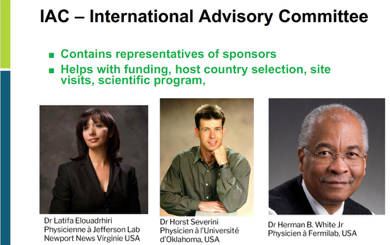 IAC – International Advisory Committee
Contains representatives of sponsors
Helps with funding, host country selection, site
visits, scientific program,
Dr Latifa Elouadrhiri
Physicienne à Jefferson Lab
Newport News Virginie USA
Dr Horst Severini
Physicien à l'Université
d'Oklahoma, USA
Dr Herman B. White Jr
Physicien à Fermilab, USA